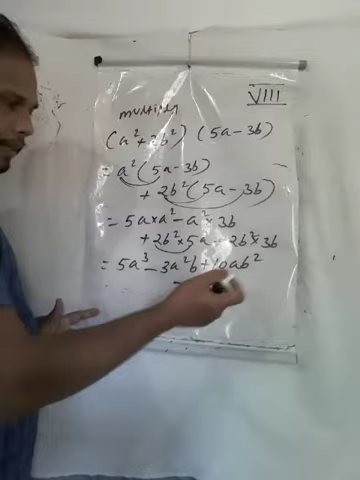 VIII
multiply
(a² + 2b²) (5a - 3b)
= a² (5a - 3b)
+ 2b² (5a - 3b)
= 5a × a² - a² × 3b
+ 2b² × 5a - 2b² × 3b
= 5a³ - 3a²b + 10ab²
-